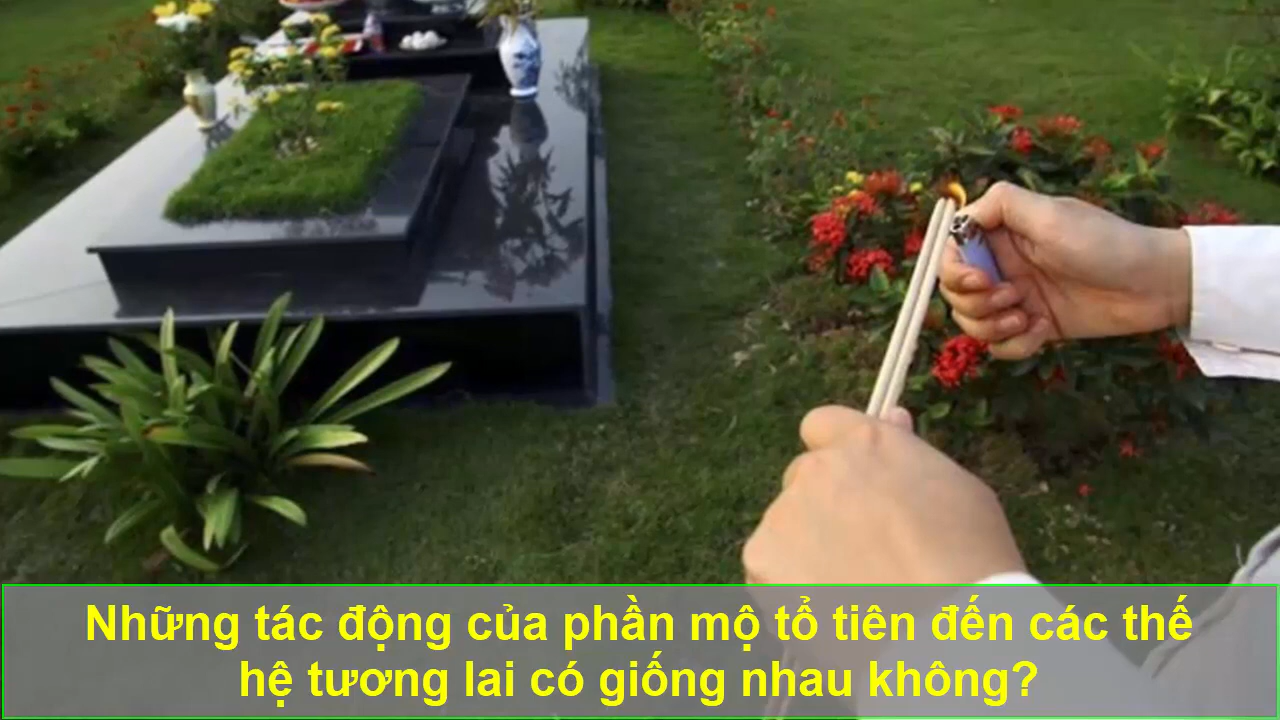 Những tác động của phần mộ tổ tiên đến các thế
hệ tương lai có giống nhau không?